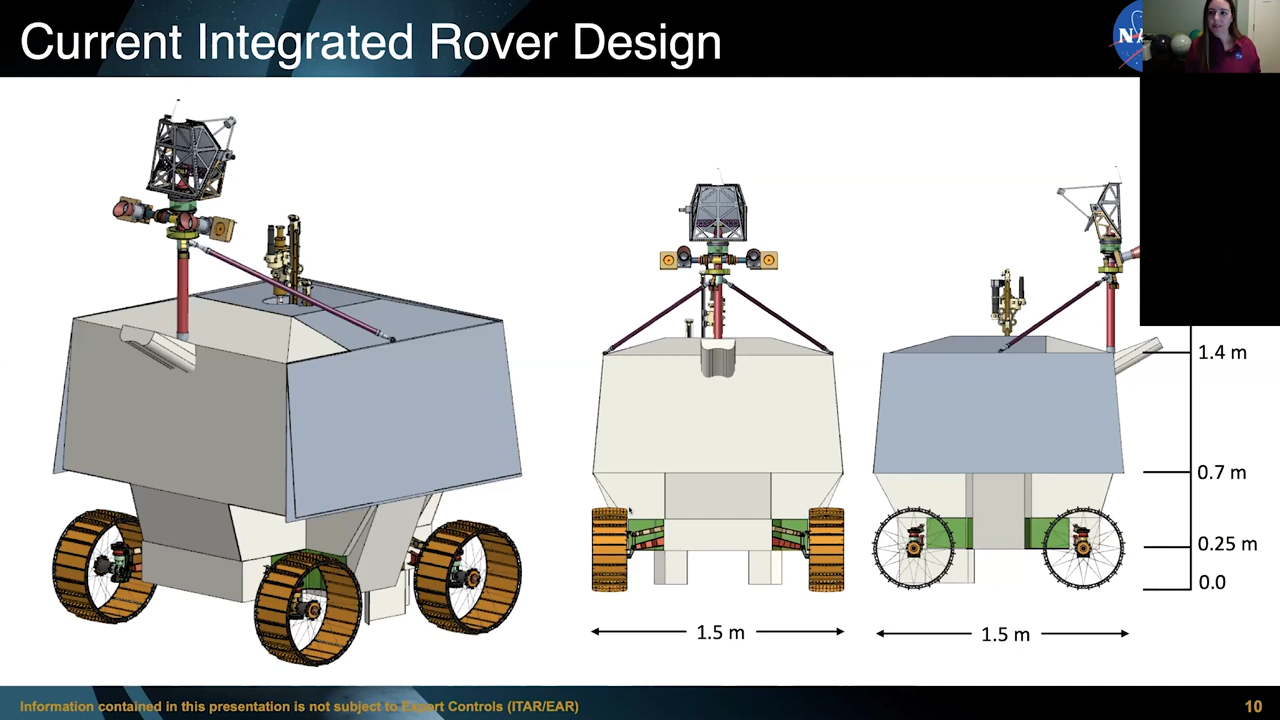 Current Integrated Rover Design
NA
1.4 m
0.7 m
0.25 m
0.0
1.5 m
1.5 m
Information contained in this presentation is not subject to Export Controls (ITAR/EAR)
10